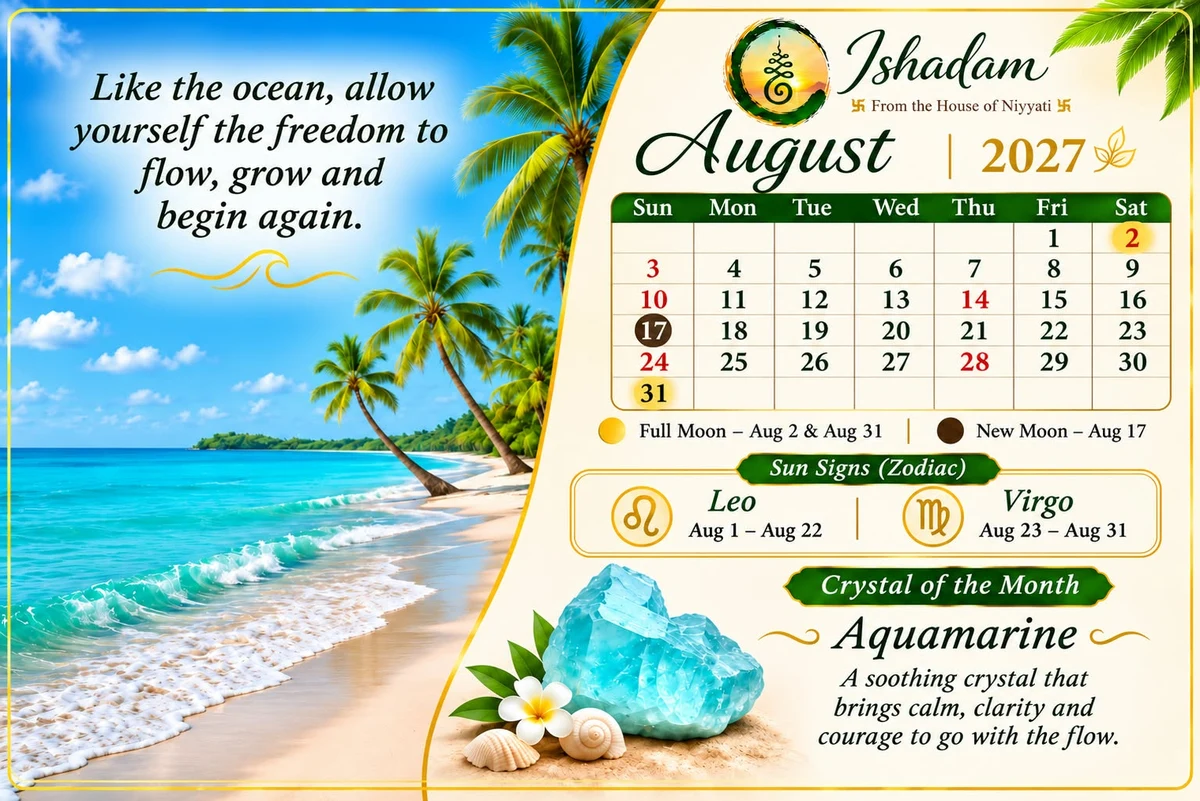 Like the ocean, allow
yourself the freedom to
flow, grow and
begin again.
Ishadam
卐 From the House of Niyyati 卐
August | 2027
Sun Mon Tue Wed Thu Fri Sat
1 2
3 4 5 6 7 8 9
10 11 12 13 14 15 16
17 18 19 20 21 22 23
24 25 26 27 28 29 30
31
Full Moon – Aug 2 & Aug 31 | New Moon – Aug 17
Sun Signs (Zodiac)
♌ Leo | ♍ Virgo
Aug 1 – Aug 22 Aug 23 – Aug 31
Crystal of the Month
Aquamarine
A soothing crystal that
brings calm, clarity and
courage to go with the flow.